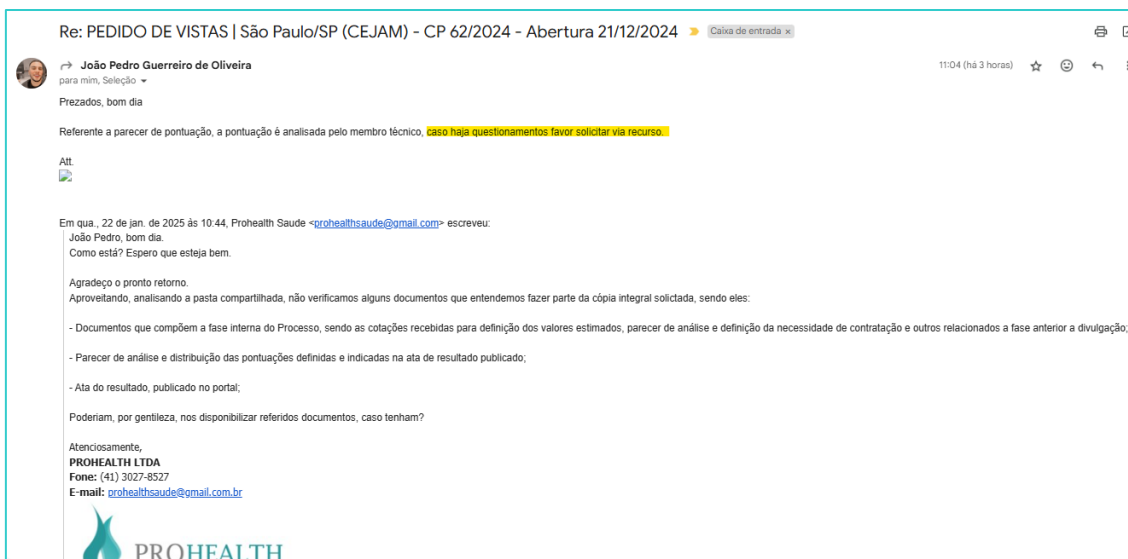 Re: PEDIDO DE VISTAS | São Paulo/SP (CEJAM) - CP 62/2024 - Abertura 21/12/2024
Caixa de entrada x
João Pedro Guerreiro de Oliveira
11:04 (há 3 horas)
para mim, Seleção
Prezados, bom dia
Referente a parecer de pontuação, a pontuação é analisada pelo membro técnico, caso haja questionamentos favor solicitar via recurso.
Att.
Em qua., 22 de jan. de 2025 às 10:44, Prohealth Saude <prohealthsaude@gmail.com> escreveu:
João Pedro, bom dia.
Como está? Espero que esteja bem.
Agradeço o pronto retorno.
Aproveitando, analisando a pasta compartilhada, não verificamos alguns documentos que entendemos fazer parte da cópia integral solictada, sendo eles:
- Documentos que compõem a fase interna do Processo, sendo as cotações recebidas para definição dos valores estimados, parecer de análise e definição da necessidade de contratação e outros relacionados a fase anterior a divulgação;
- Parecer de análise e distribuição das pontuações definidas e indicadas na ata de resultado publicado;
- Ata do resultado, publicado no portal;
Poderiam, por gentileza, nos disponibilizar referidos documentos, caso tenham?
Atenciosamente,
PROHEALTH LTDA
Fone: (41) 3027-8527
E-mail: prohealthsaude@gmail.com.br
PROHEALTH